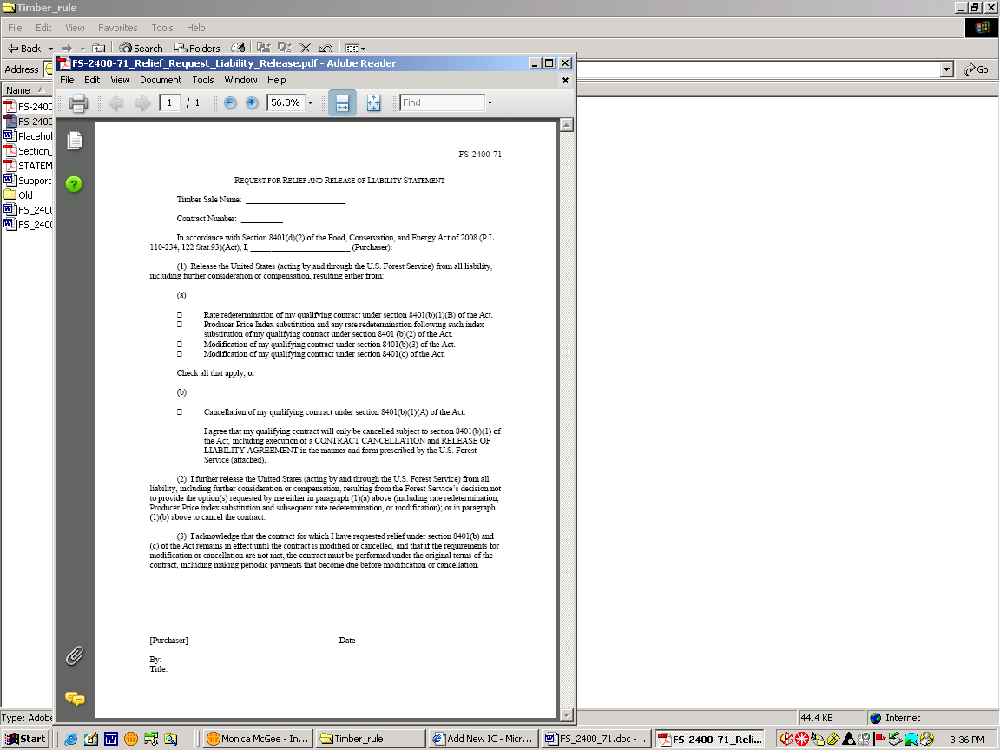 Timber_rule
File Edit View Favorites Tools Help
Back Search Folders
Address Go
Name
FS-2400
FS-2400
Placehol
Section_
STATEM
Support
Old
FS_240
FS_240
FS-2400-71_Relief_Request_Liability_Release.pdf - Adobe Reader
File Edit View Document Tools Window Help
1 / 1 56.8% Find
FS-2400-71
REQUEST FOR RELIEF AND RELEASE OF LIABILITY STATEMENT
Timber Sale Name: ________________________
Contract Number: __________
In accordance with Section 8401(d)(2) of the Food, Conservation, and Energy Act of 2008 (P.L.
110-234, 122 Stat.93)(Act), I, ________________________ (Purchaser):
(1) Release the United States (acting by and through the U.S. Forest Service) from all liability,
including further consideration or compensation, resulting either from:
(a)
Rate redetermination of my qualifying contract under section 8401(b)(1)(B) of the Act.
Producer Price Index substitution and any rate redetermination following such index
substitution of my qualifying contract under section 8401 (b)(2) of the Act.
Modification of my qualifying contract under section 8401(b)(3) of the Act.
Modification of my qualifying contract under section 8401(c) of the Act.
Check all that apply; or
(b)
Cancellation of my qualifying contract under section 8401(b)(1)(A) of the Act.
I agree that my qualifying contract will only be cancelled subject to section 8401(b)(1) of
the Act, including execution of a CONTRACT CANCELLATION and RELEASE OF
LIABILITY AGREEMENT in the manner and form prescribed by the U.S. Forest
Service (attached).
(2) I further release the United States (acting by and through the U.S. Forest Service) from all
liability, including further consideration or compensation, resulting from the Forest Service's decision not
to provide the option(s) requested by me either in paragraph (1)(a) above (including rate redetermination,
Producer Price index substitution and subsequent rate redetermination, or modification); or in paragraph
(1)(b) above to cancel the contract.
(3) I acknowledge that the contract for which I have requested relief under section 8401(b) and
(c) of the Act remains in effect until the contract is modified or cancelled, and that if the requirements for
modification or cancellation are not met, the contract must be performed under the original terms of the
contract, including making periodic payments that become due before modification or cancellation.
[Purchaser] Date
By:
Title:
Type: Adobe 44.4 KB Internet
Start Monica McGee - In... Timber_rule Add New IC - Micr... FS_2400_71.doc - ... FS-2400-71_Reli... 3:36 PM